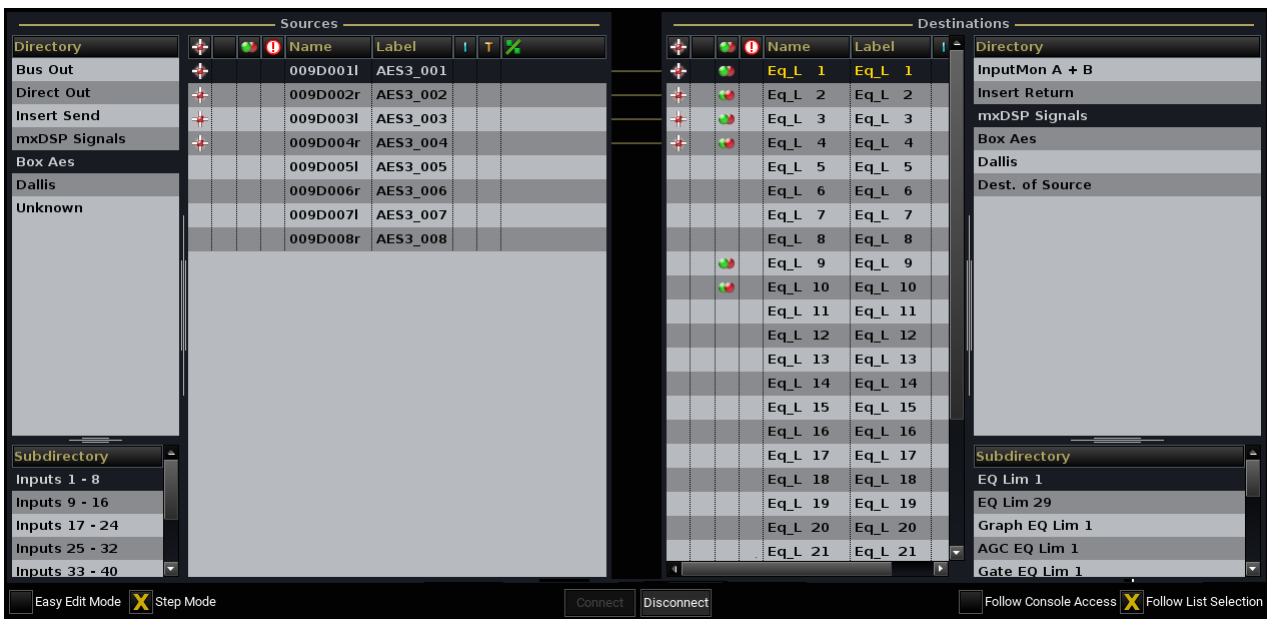 Sources
Directory
Bus Out
Direct Out
Insert Send
mxDSP Signals
Box Aes
Dallis
Unknown
Subdirectory
Inputs 1 - 8
Inputs 9 - 16
Inputs 17 - 24
Inputs 25 - 32
Inputs 33 - 40
Name Label I T
009D001l AES3_001
009D002r AES3_002
009D003l AES3_003
009D004r AES3_004
009D005l AES3_005
009D006r AES3_006
009D007l AES3_007
009D008r AES3_008
Destinations
Name Label I
Eq_L 1 Eq_L 1
Eq_L 2 Eq_L 2
Eq_L 3 Eq_L 3
Eq_L 4 Eq_L 4
Eq_L 5 Eq_L 5
Eq_L 6 Eq_L 6
Eq_L 7 Eq_L 7
Eq_L 8 Eq_L 8
Eq_L 9 Eq_L 9
Eq_L 10 Eq_L 10
Eq_L 11 Eq_L 11
Eq_L 12 Eq_L 12
Eq_L 13 Eq_L 13
Eq_L 14 Eq_L 14
Eq_L 15 Eq_L 15
Eq_L 16 Eq_L 16
Eq_L 17 Eq_L 17
Eq_L 18 Eq_L 18
Eq_L 19 Eq_L 19
Eq_L 20 Eq_L 20
Eq_L 21 Eq_L 21
Directory
InputMon A + B
Insert Return
mxDSP Signals
Box Aes
Dallis
Dest. of Source
Subdirectory
EQ Lim 1
EQ Lim 29
Graph EQ Lim 1
AGC EQ Lim 1
Gate EQ Lim 1
Easy Edit Mode X Step Mode
Connect Disconnect
Follow Console Access X Follow List Selection